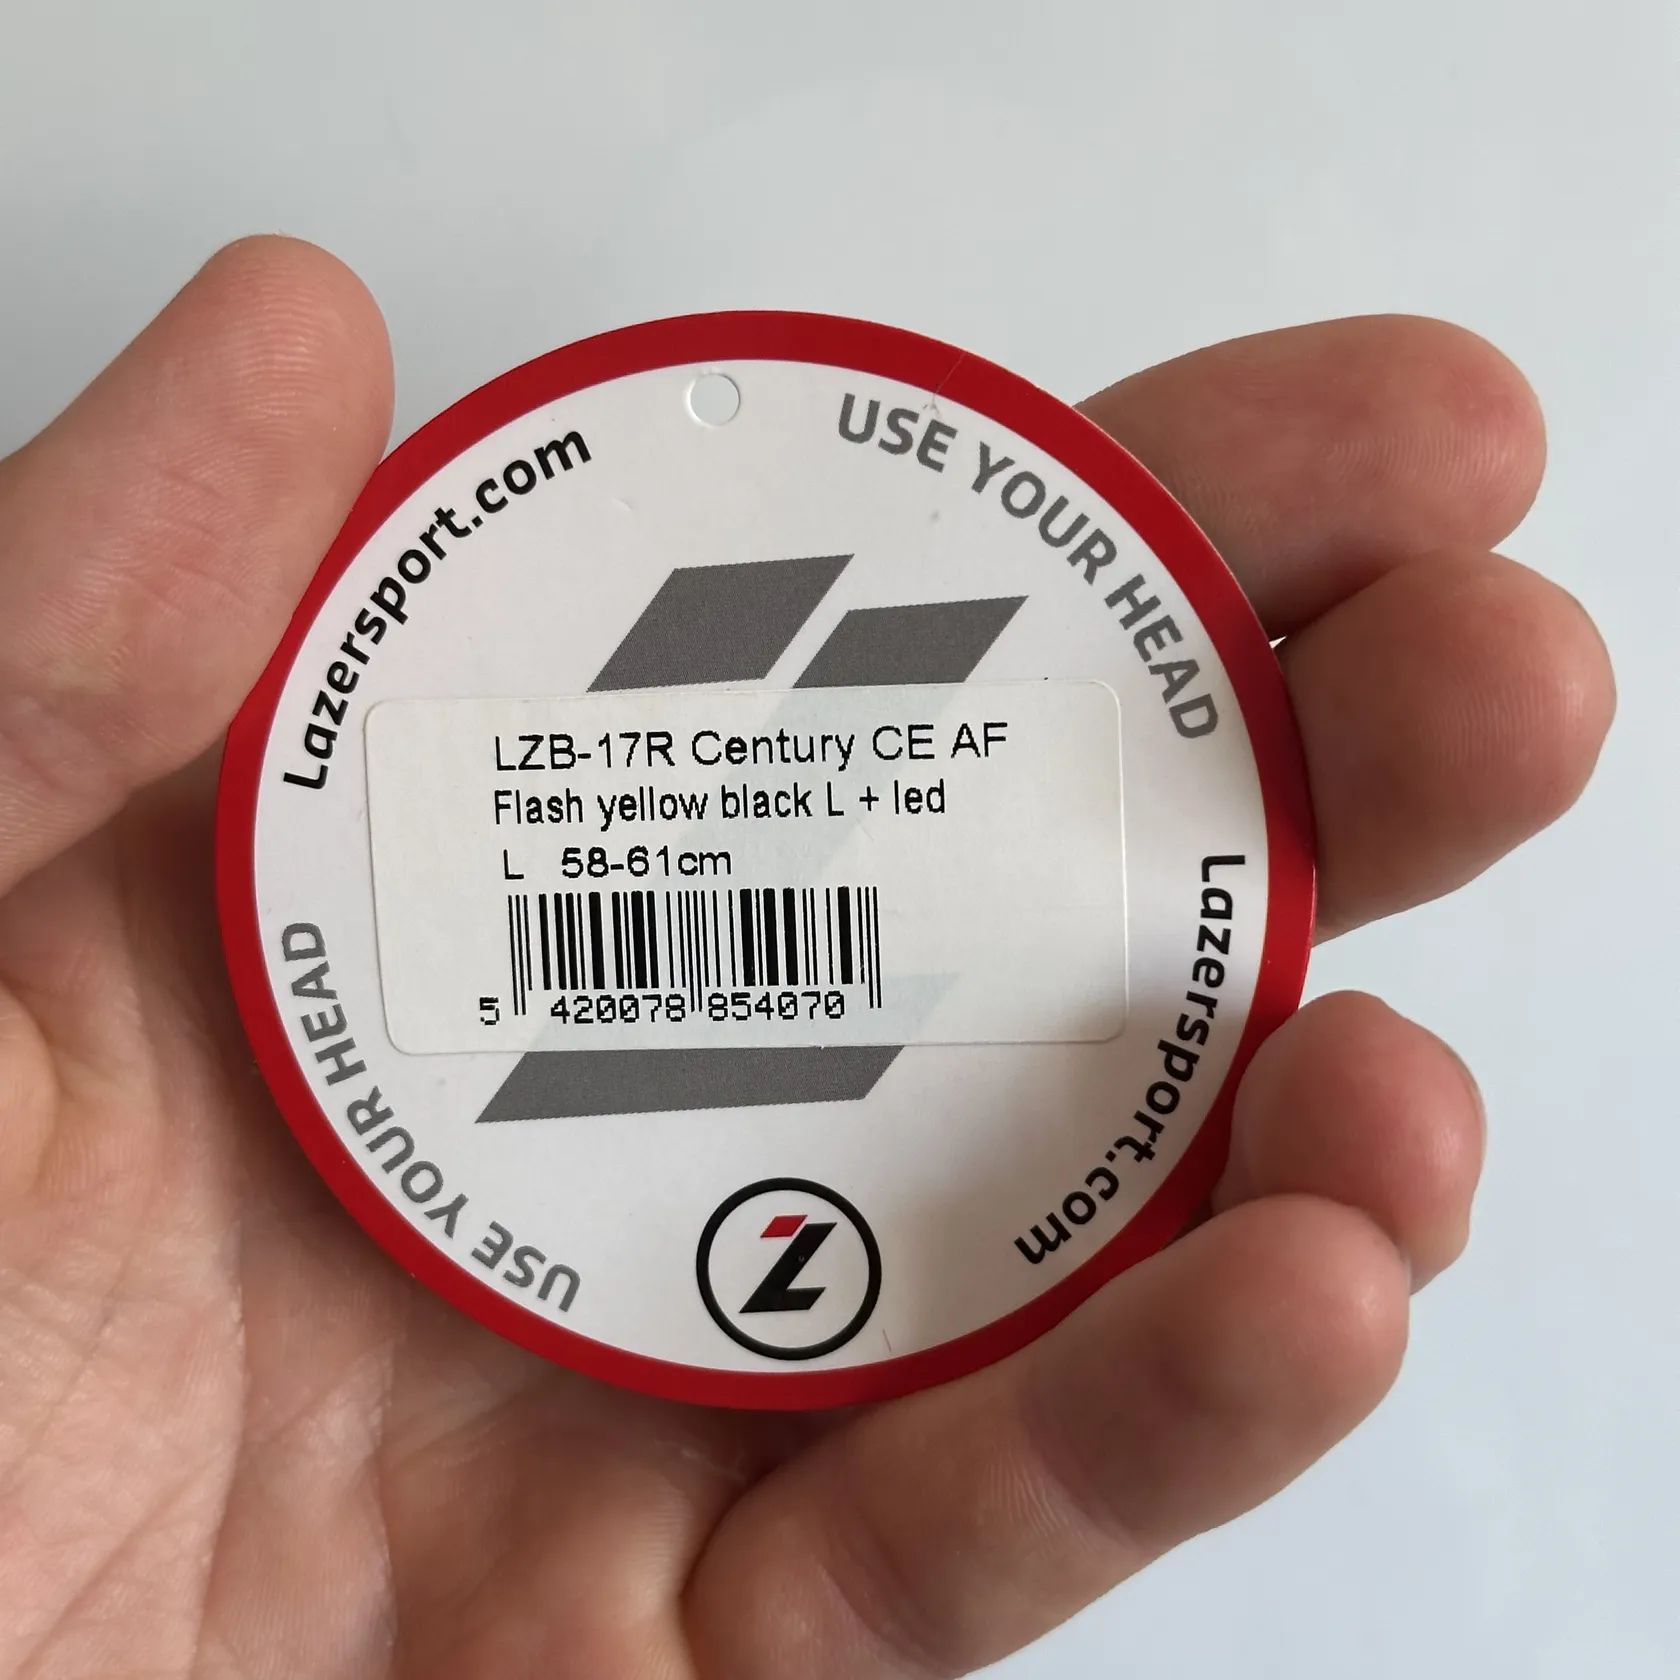 Lazersport.com
USE YOUR HEAD
LZB-17R Century CE AF
Flash yellow black L + led
L 58-61cm
5 420078 854070
Lazersport.com
USE YOUR HEAD
Z